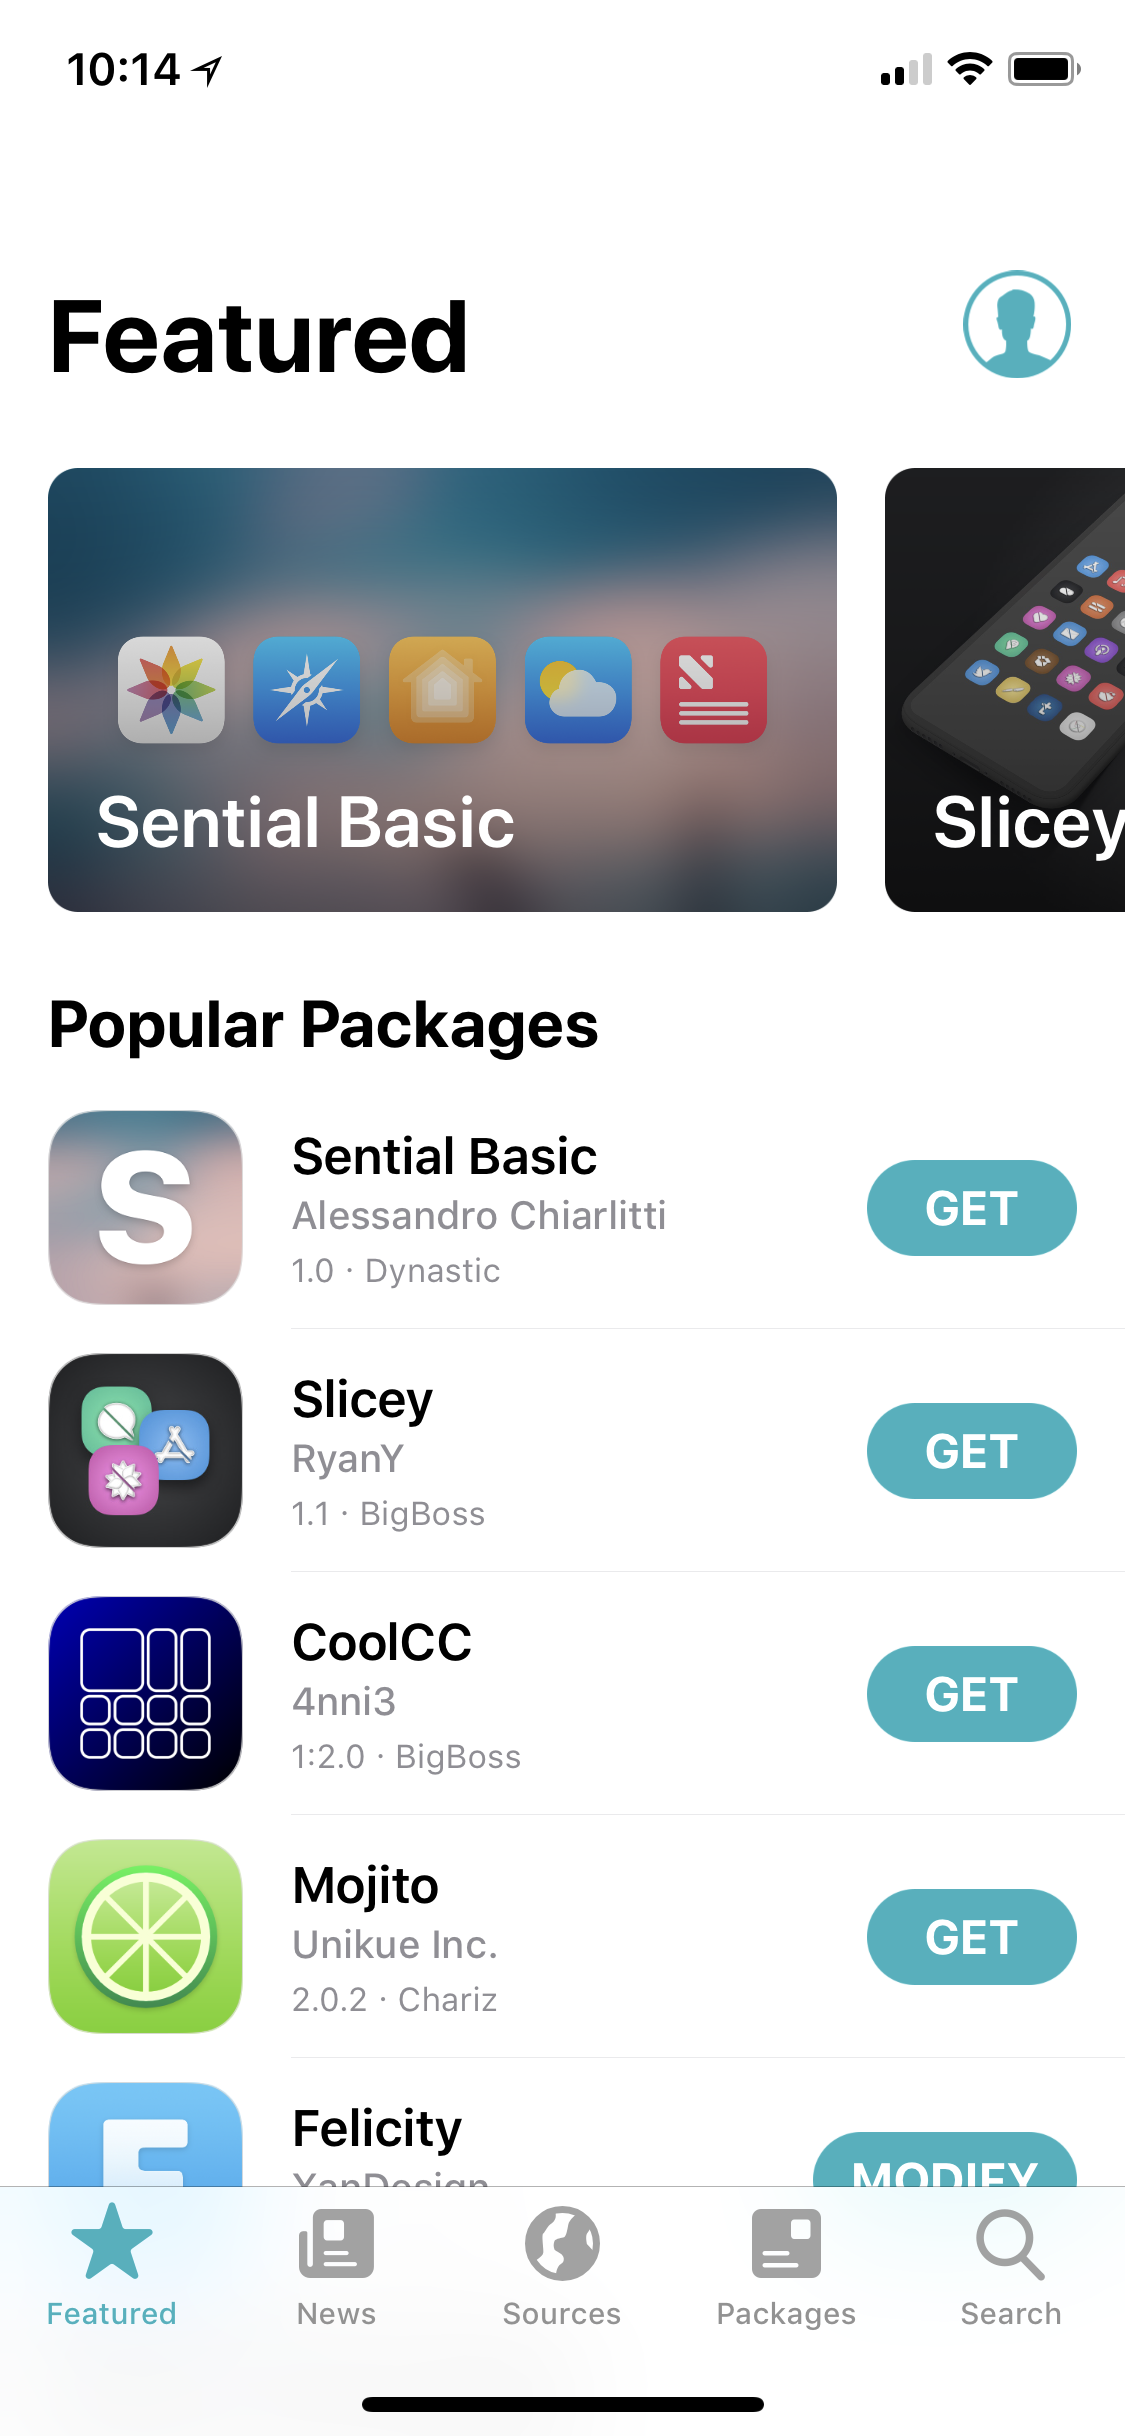 10:14
Featured
Sential Basic
Slicey
Popular Packages
S
Sential Basic
Alessandro Chiarlitti
GET
1.0 · Dynastic
Slicey
RyanY
GET
1.1 · BigBoss
CoolCC
4nni3
GET
1:2.0 · BigBoss
Mojito
Unikue Inc.
GET
2.0.2 · Chariz
F
Felicity
XanDesign
MODIFY
Featured
News
Sources
Packages
Search